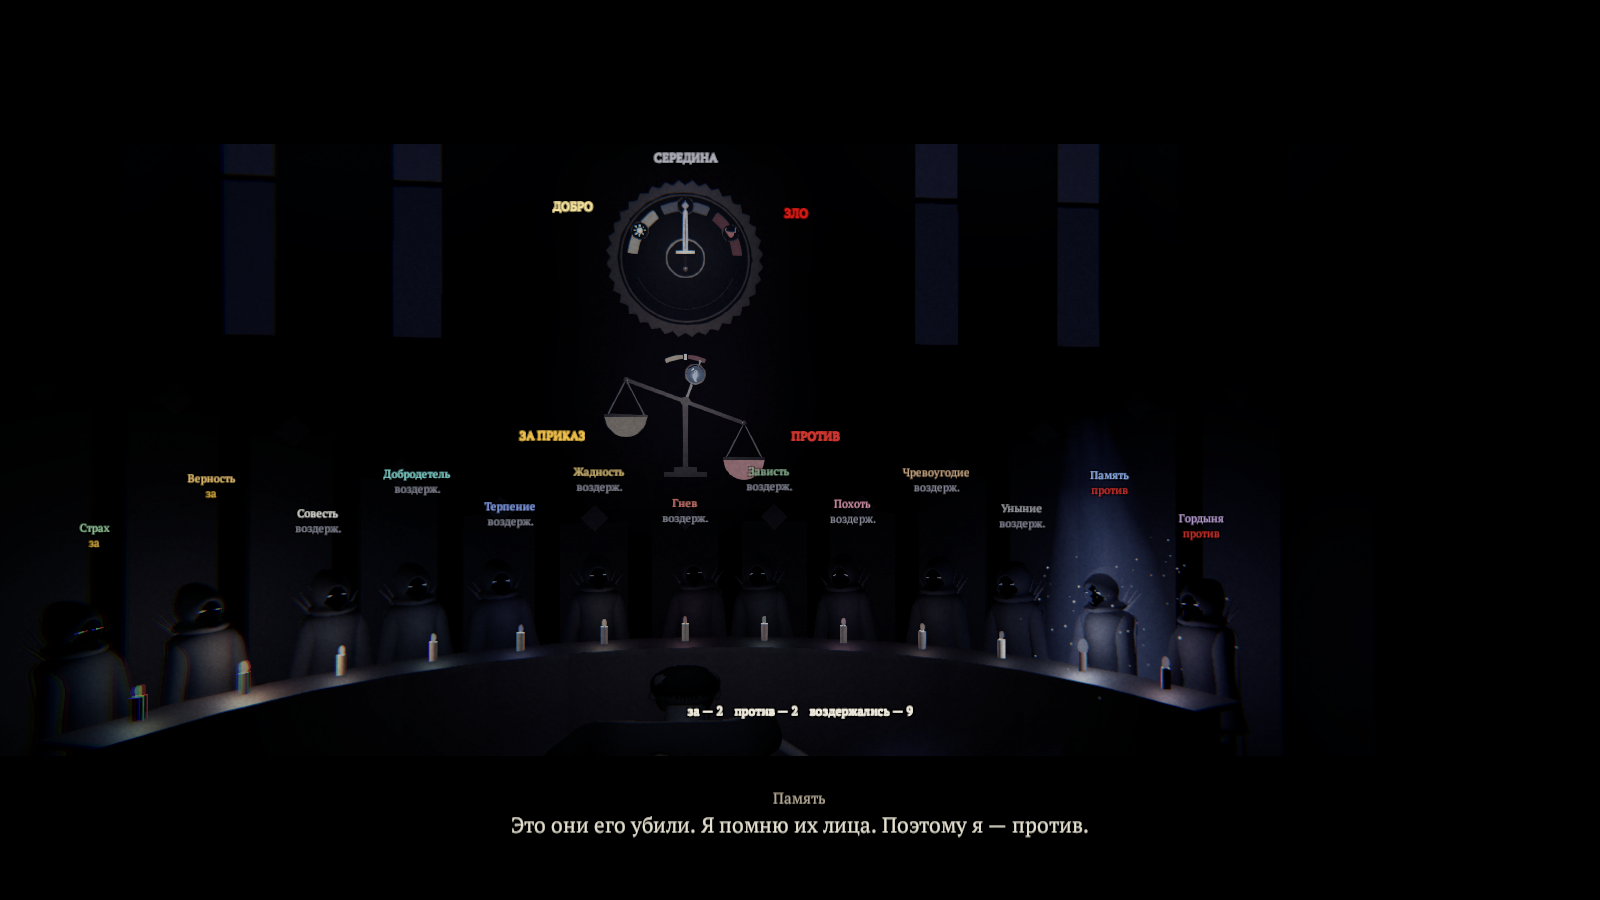 СЕРЕДИНА
ДОБРО
ЗЛО
ЗА ПРИКАЗ
ПРОТИВ
Страх
за
Верность
за
Совесть
воздерж.
Добродетель
воздерж.
Терпение
воздерж.
Жадность
воздерж.
Гнев
воздерж.
Зависть
воздерж.
Похоть
воздерж.
Чревоугодие
воздерж.
Уныние
воздерж.
Память
против
Гордыня
против
за — 2 против — 2 воздержались — 9
Память
Это они его убили. Я помню их лица. Поэтому я — против.